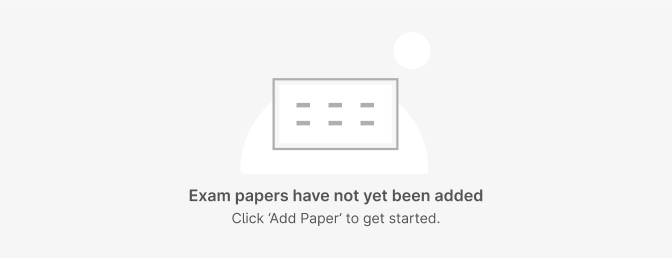 Exam papers have not yet been added
Click ‘Add Paper’ to get started.